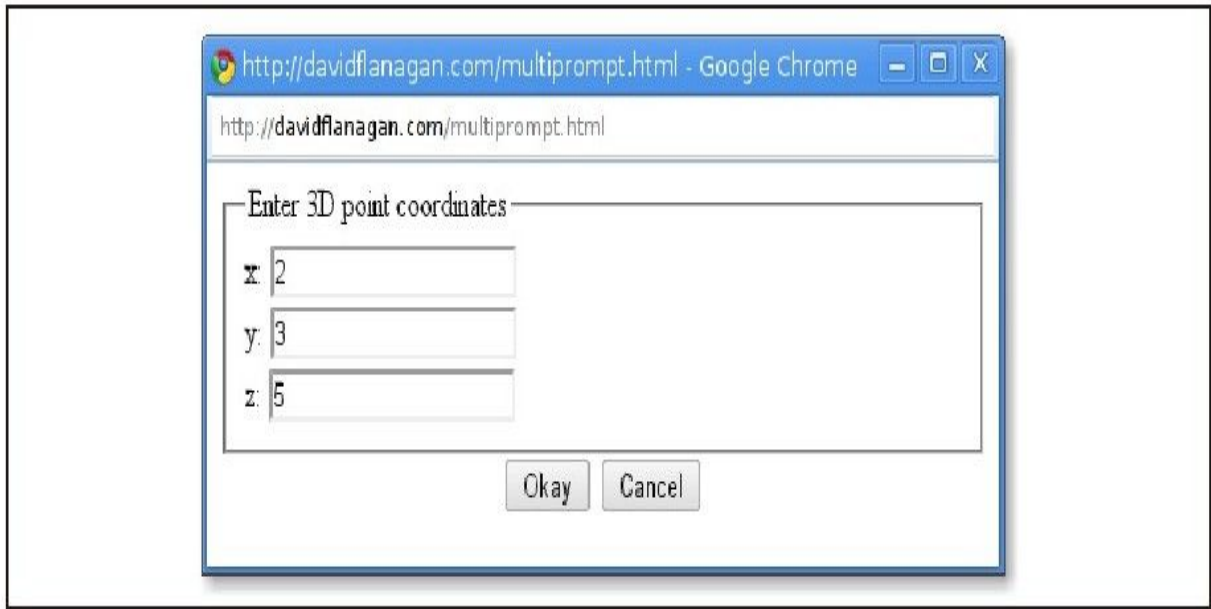 http://davidflanagan.com/multiprompt.html - Google Chrome
http://davidflanagan.com/multiprompt.html
Enter 3D point coordinates
x: 2
y: 3
z: 5
Okay Cancel